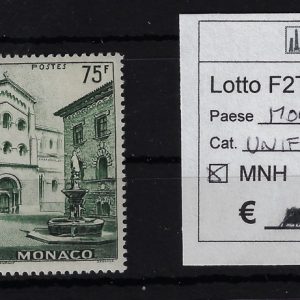 75F
POSTES
MONACO
Lotto F2
Paese MO
Cat. UNIF
MNH
€